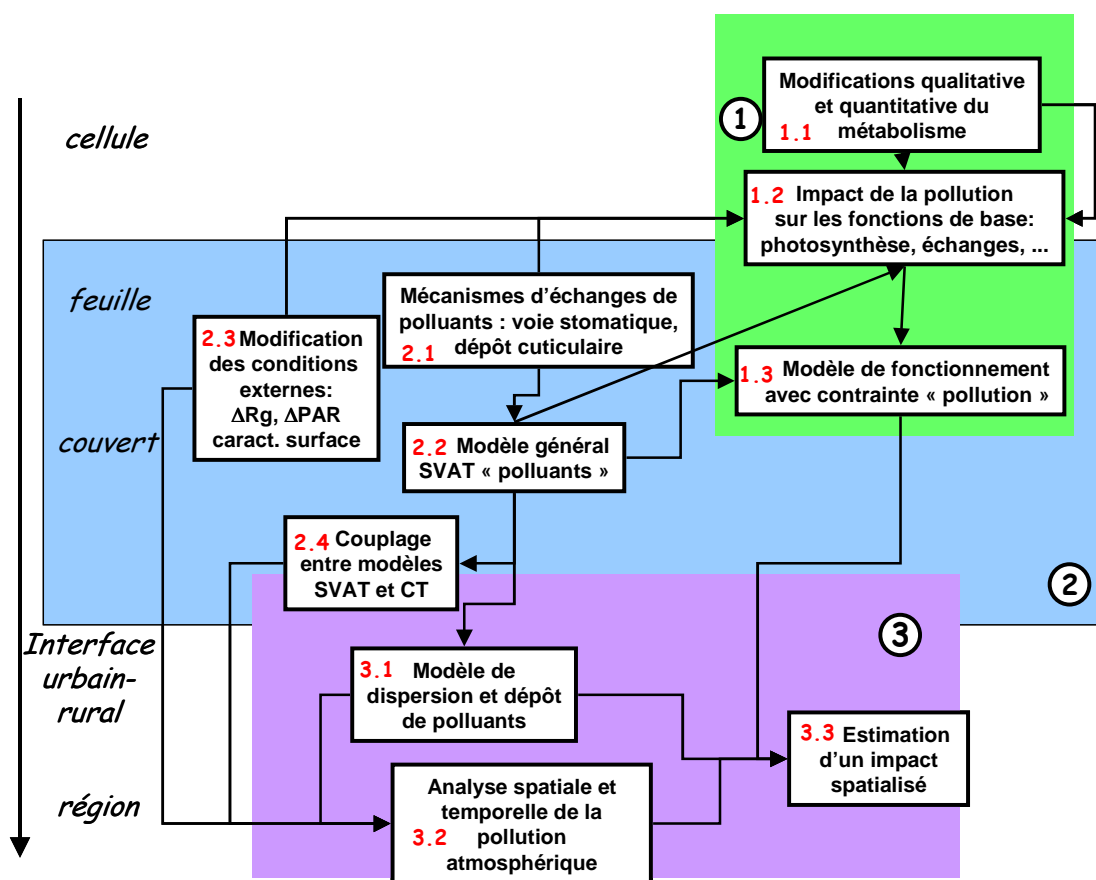 Modifications qualitative
et quantitative du
1.1 métabolisme
1
cellule
1.2 Impact de la pollution
sur les fonctions de base:
photosynthèse, échanges, ...
feuille
Mécanismes d'échanges de
polluants : voie stomatique,
2.1 dépôt cuticulaire
2.3 Modification
des conditions
externes:
ΔRg, ΔPAR
caract. surface
1.3 Modèle de fonctionnement
avec contrainte « pollution »
couvert
2.2 Modèle général
SVAT « polluants »
2.4 Couplage
entre modèles
SVAT et CT
2
3
Interface
urbain-
rural
3.1 Modèle de
dispersion et dépôt
de polluants
3.3 Estimation
d'un impact
spatialisé
région
Analyse spatiale et
temporelle de la
3.2 pollution
atmosphérique